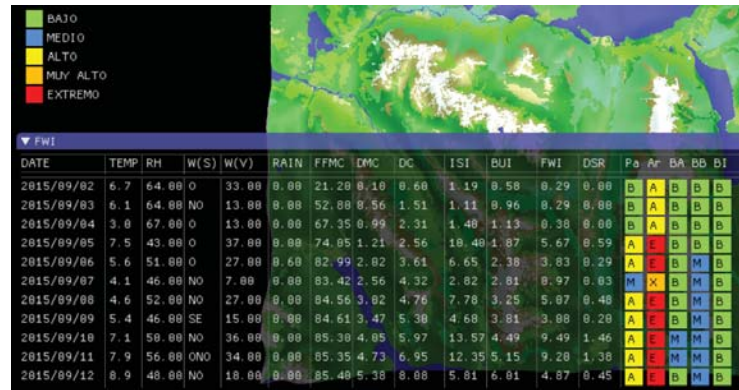 BAJO
MEDIO
ALTO
MUY ALTO
EXTREMO
▼ FWI
DATE TEMP RH W(S) W(V) RAIN FFMC DMC DC ISI BUI FWI DSR Pa Ar BA BB BI
2015/09/02 6.7 64.00 O 33.00 0.00 21.20 0.10 0.60 1.19 0.58 0.29 0.00 B A B B B
2015/09/03 6.1 64.00 NO 13.00 0.00 52.80 0.56 1.51 1.11 0.96 0.29 0.00 B A B B B
2015/09/04 3.0 67.00 O 13.00 0.00 67.35 0.99 2.31 1.40 1.13 0.38 0.00 B A B B B
2015/09/05 7.5 43.00 O 37.00 0.00 74.05 1.21 2.56 10.40 1.87 5.67 0.59 A E B B B
2015/09/06 5.6 51.00 O 27.00 0.60 82.99 2.02 3.61 6.65 2.38 3.83 0.29 A E B M B
2015/09/07 4.1 46.00 NO 7.00 0.00 83.42 2.56 4.32 2.82 2.81 0.97 0.03 M X B M B
2015/09/08 4.6 52.00 NO 27.00 0.00 84.56 3.02 4.76 7.78 3.25 5.07 0.48 A E B M B
2015/09/09 5.4 46.00 SE 15.00 0.00 84.61 3.47 5.30 4.68 3.81 3.08 0.20 A E B M B
2015/09/10 7.1 50.00 NO 36.00 0.00 85.30 4.05 5.97 13.57 4.49 9.49 1.46 A E M M B
2015/09/11 7.9 56.00 ONO 34.00 0.00 85.35 4.73 6.95 12.35 5.15 9.20 1.38 A E M M B
2015/09/12 8.9 48.00 NO 18.00 0.00 85.40 5.38 8.08 5.81 6.01 4.87 0.45 A E B M B